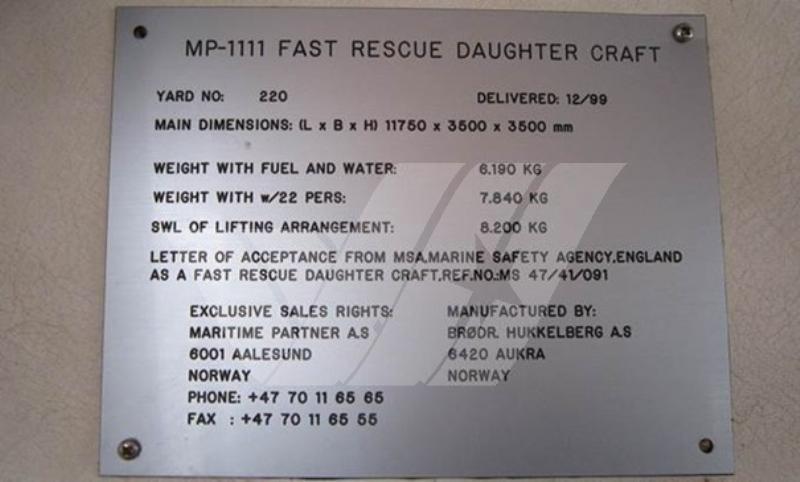 MP-1111 FAST RESCUE DAUGHTER CRAFT
YARD NO: 220 DELIVERED: 12/99
MAIN DIMENSIONS: (L x B x H) 11750 x 3500 x 3500 mm
WEIGHT WITH FUEL AND WATER: 6.190 KG
WEIGHT WITH w/22 PERS: 7.840 KG
SWL OF LIFTING ARRANGEMENT: 8.200 KG
LETTER OF ACCEPTANCE FROM MSA.MARINE SAFETY AGENCY.ENGLAND
AS A FAST RESCUE DAUGHTER CRAFT.REF.NO.:MS 47/41/091
EXCLUSIVE SALES RIGHTS:
MARITIME PARTNER A.S
6001 AALESUND
NORWAY
PHONE: +47 70 11 65 65
FAX : +47 70 11 65 55
MANUFACTURED BY:
BRØDR. HUKKELBERG A.S
6420 AUKRA
NORWAY